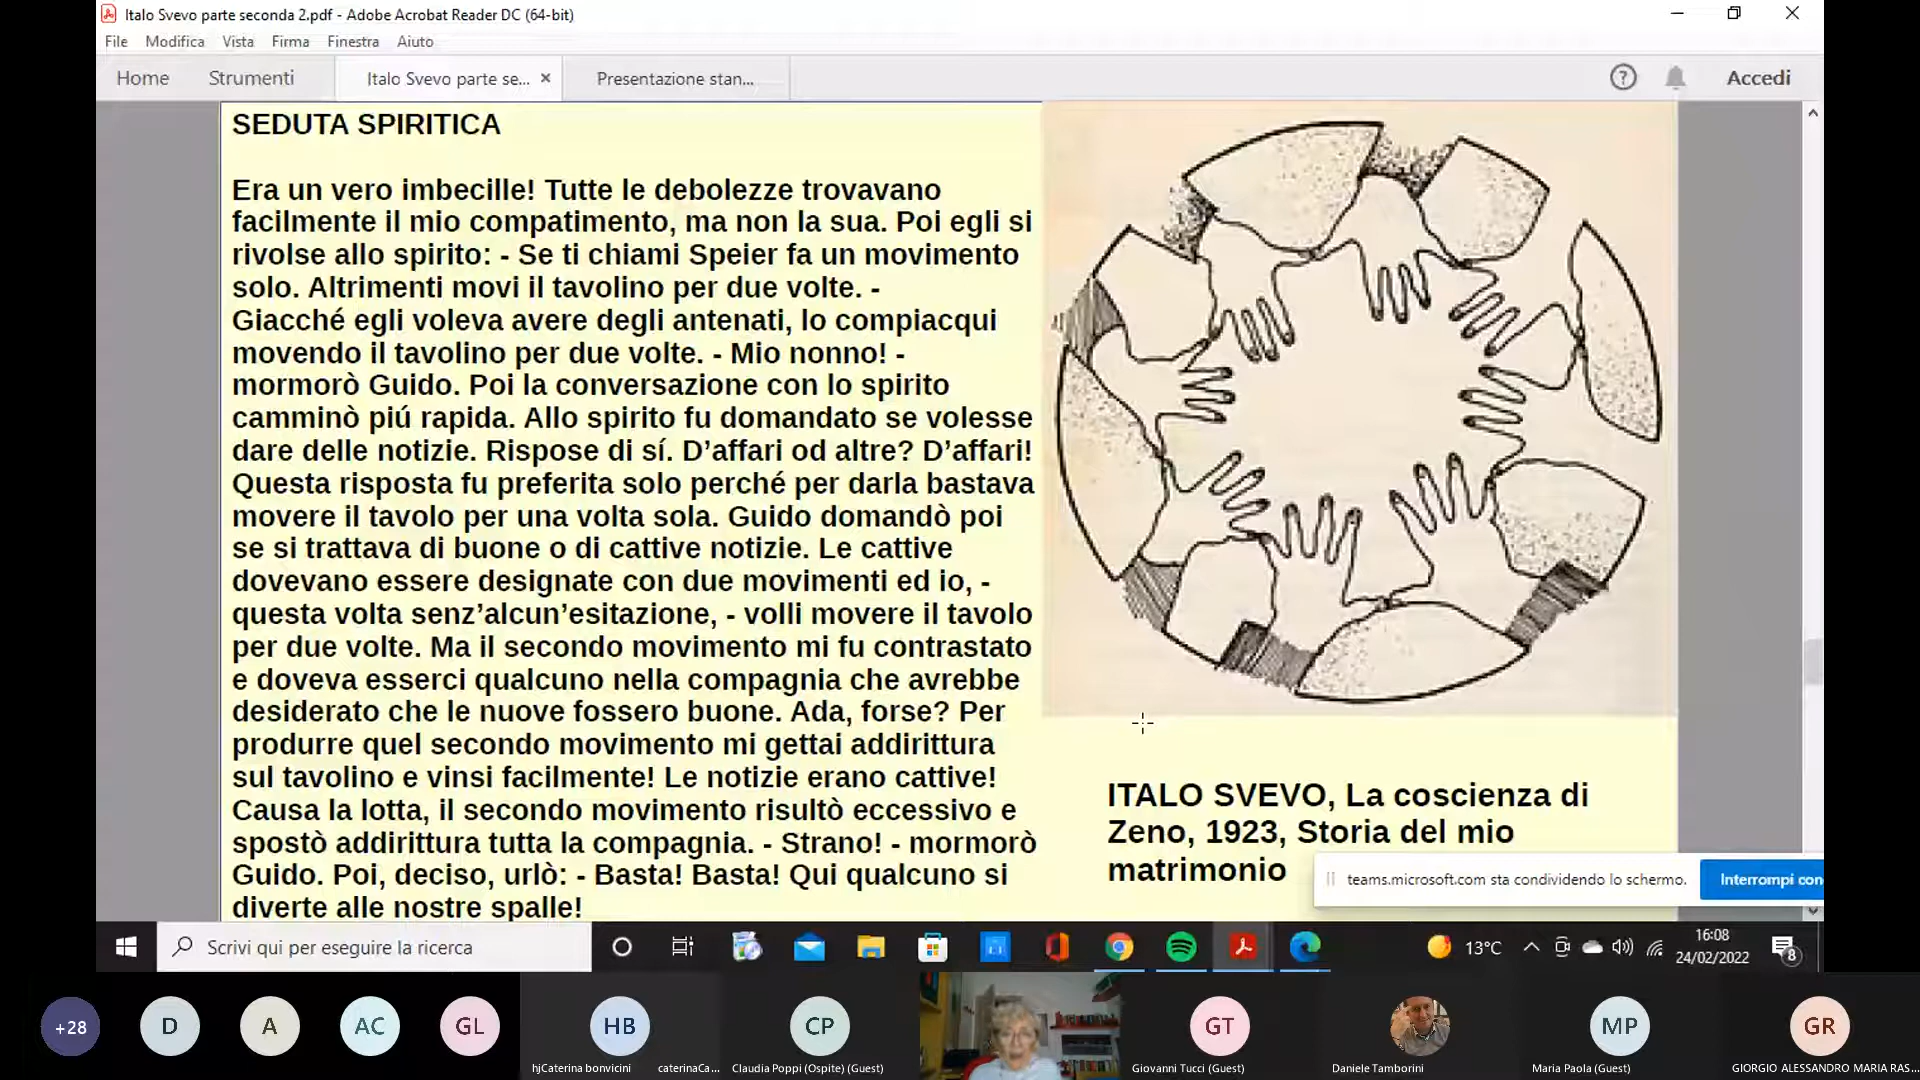 Italo Svevo parte seconda 2.pdf - Adobe Acrobat Reader DC (64-bit)
File Modifica Vista Firma Finestra Aiuto
Home Strumenti Italo Svevo parte se... Presentazione stan... Accedi
SEDUTA SPIRITICA
Era un vero imbecille! Tutte le debolezze trovavano
facilmente il mio compatimento, ma non la sua. Poi egli si
rivolse allo spirito: - Se ti chiami Speier fa un movimento
solo. Altrimenti movi il tavolino per due volte. -
Giacché egli voleva avere degli antenati, lo compiacqui
movendo il tavolino per due volte. - Mio nonno! -
mormorò Guido. Poi la conversazione con lo spirito
camminò piú rapida. Allo spirito fu domandato se volesse
dare delle notizie. Rispose di sí. D’affari od altre? D’affari!
Questa risposta fu preferita solo perché per darla bastava
movere il tavolo per una volta sola. Guido domandò poi
se si trattava di buone o di cattive notizie. Le cattive
dovevano essere designate con due movimenti ed io, -
questa volta senz’alcun’esitazione, - volli movere il tavolo
per due volte. Ma il secondo movimento mi fu contrastato
e doveva esserci qualcuno nella compagnia che avrebbe
desiderato che le nuove fossero buone. Ada, forse? Per
produrre quel secondo movimento mi gettai addirittura
sul tavolino e vinsi facilmente! Le notizie erano cattive!
Causa la lotta, il secondo movimento risultò eccessivo e
spostò addirittura tutta la compagnia. - Strano! - mormorò
Guido. Poi, deciso, urlò: - Basta! Basta! Qui qualcuno si
diverte alle nostre spalle!
ITALO SVEVO, La coscienza di
Zeno, 1923, Storia del mio
matrimonio
teams.microsoft.com sta condividendo lo schermo. Interrompi con
Scrivi qui per eseguire la ricerca
13°C
16:08
24/02/2022
8
+28 D A AC GL HB CP GT MP GR
hjCaterina bonvicini caterinaCa... Claudia Poppi (Ospite) (Guest) Giovanni Tucci (Guest) Daniele Tamborini Maria Paola (Guest) GIORGIO ALESSANDRO MARIA RAS...